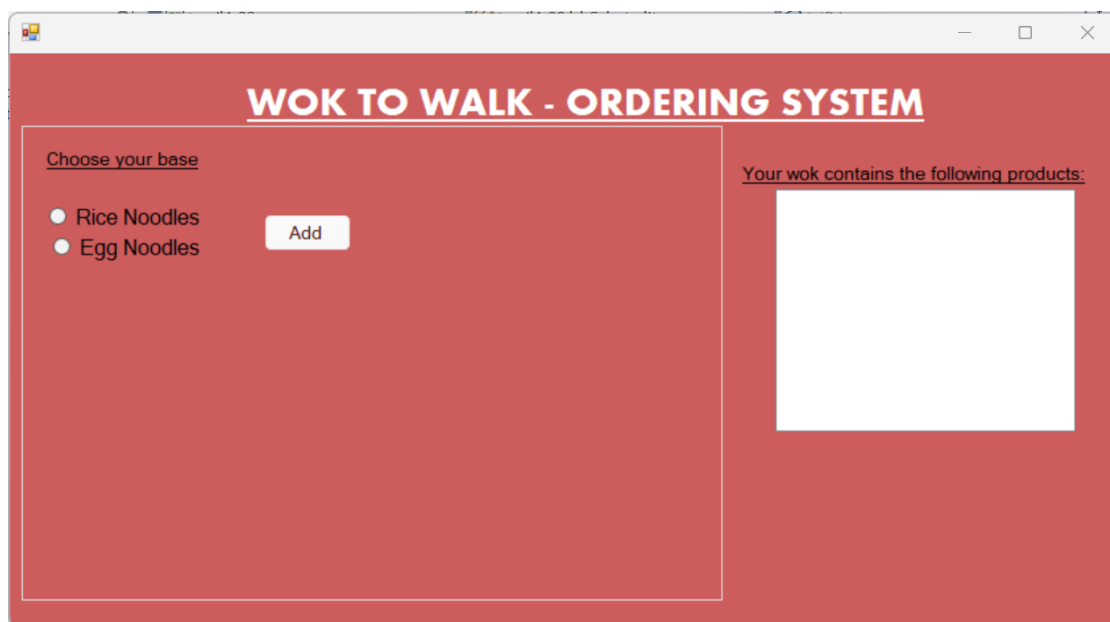 WOK TO WALK - ORDERING SYSTEM
Choose your base
Rice Noodles
Egg Noodles
Add
Your wok contains the following products: